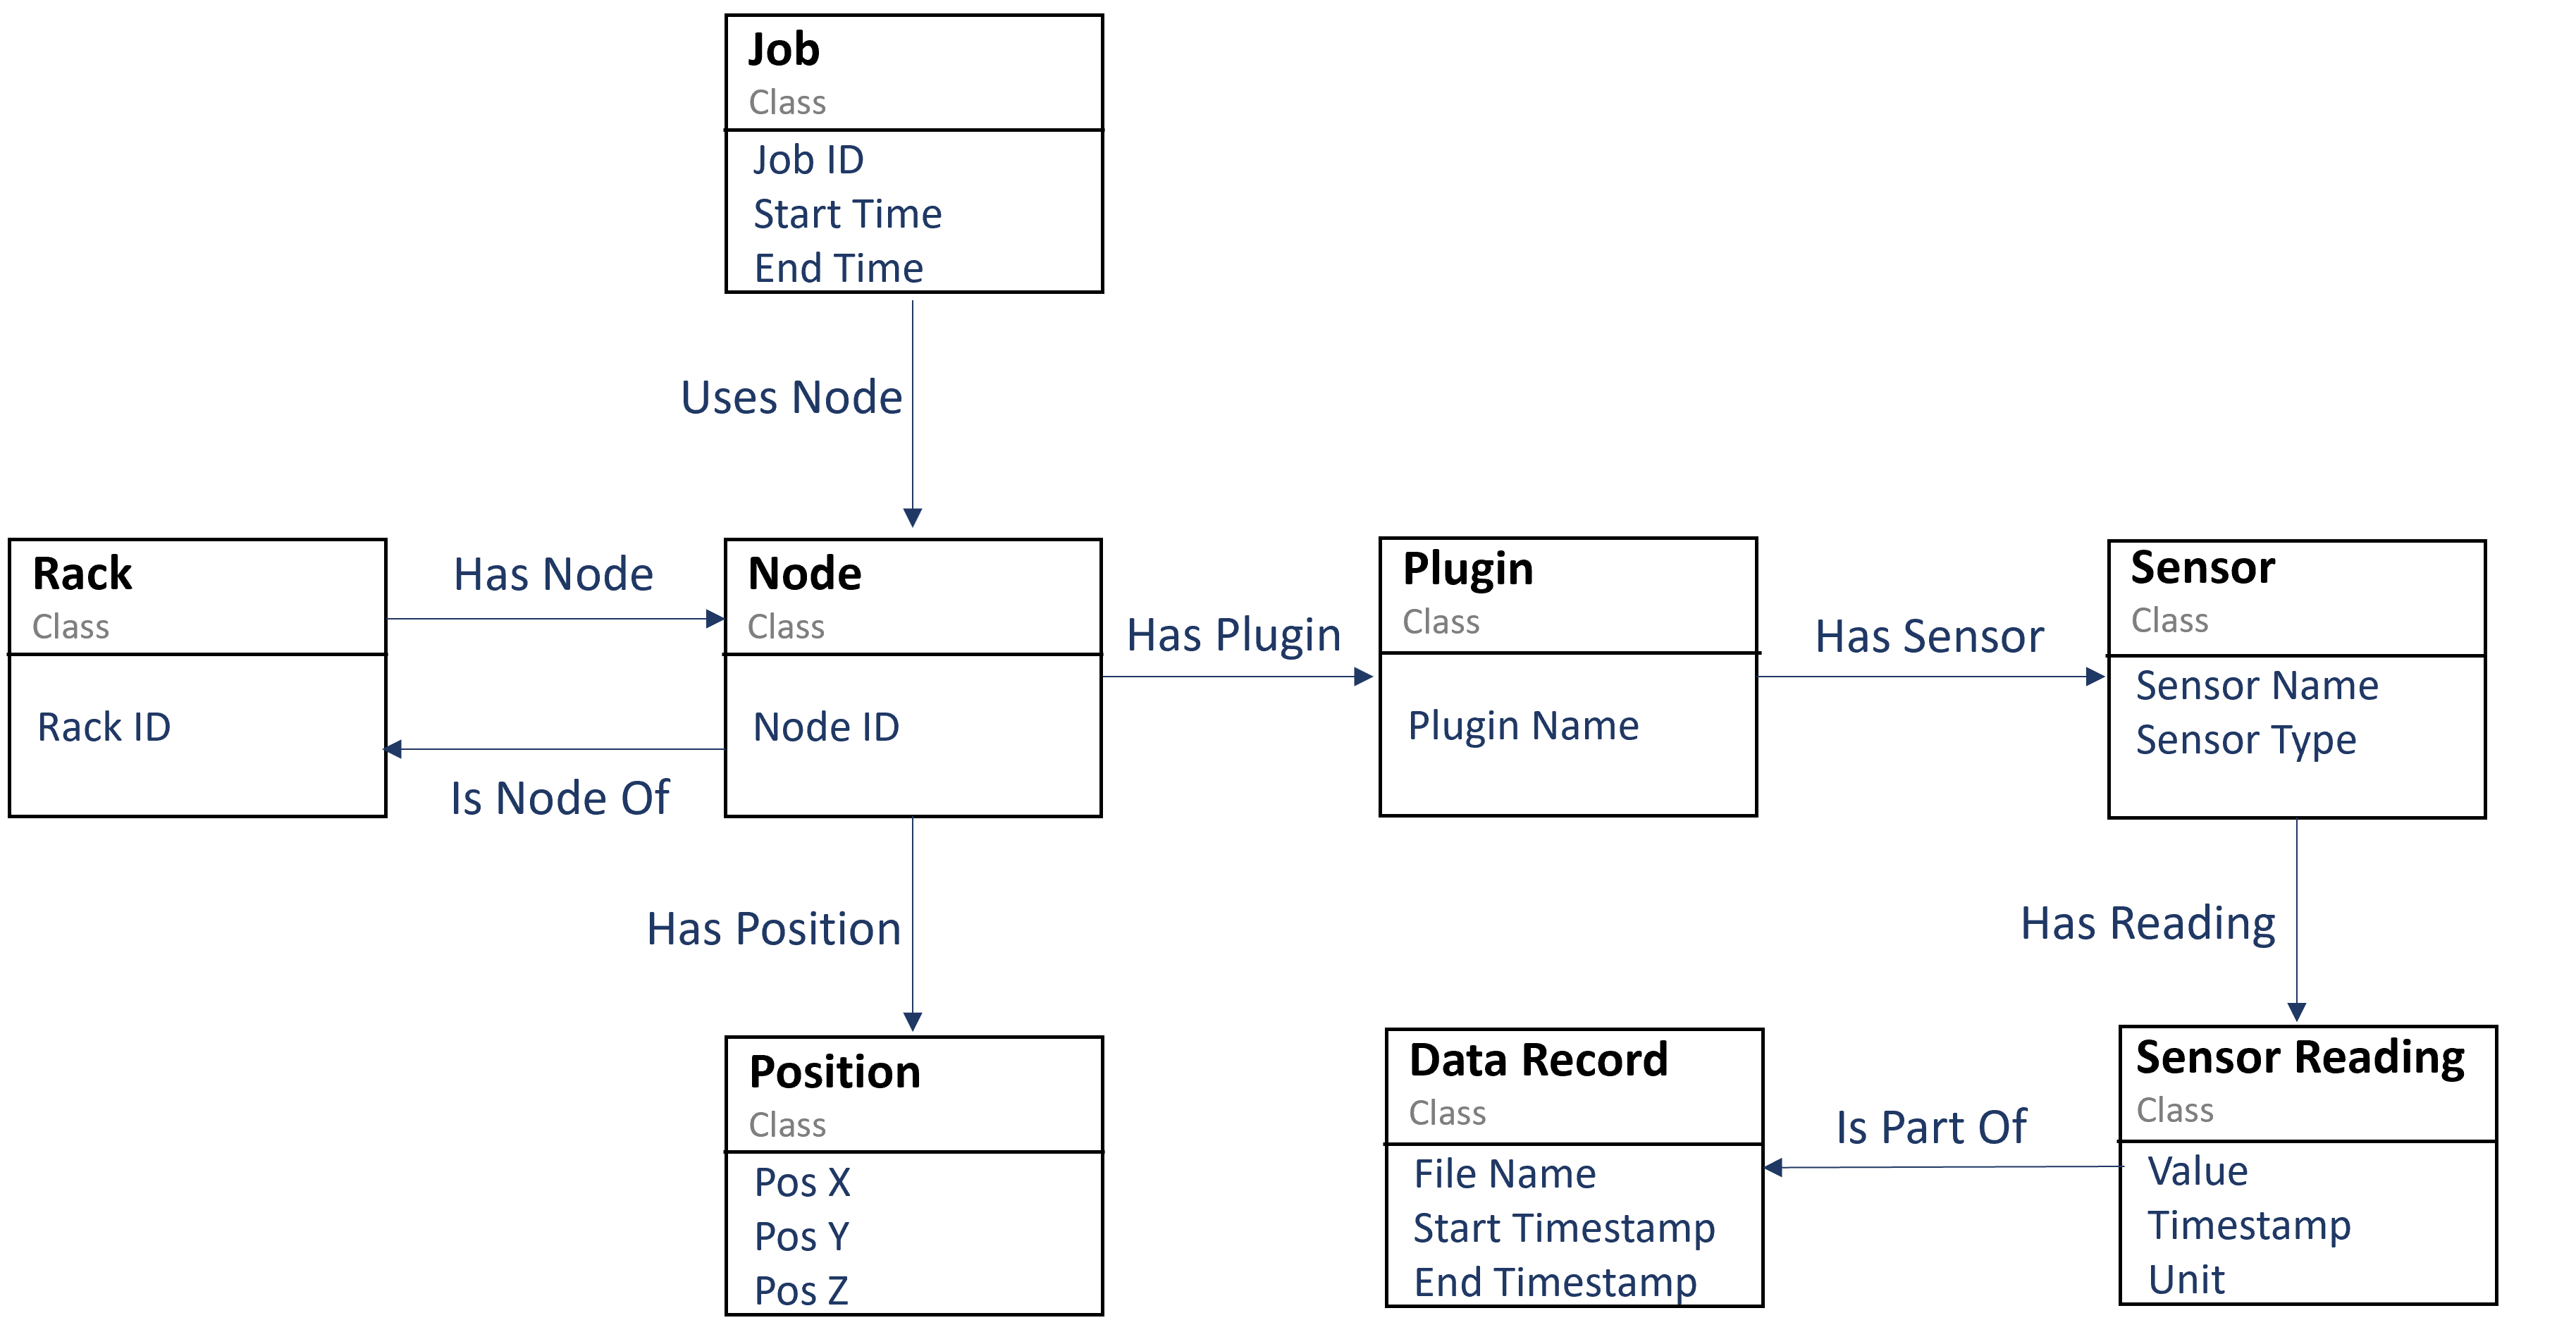 Job
Class
Job ID
Start Time
End Time
Uses Node
Rack
Class
Rack ID
Has Node
Is Node Of
Node
Class
Node ID
Has Plugin
Plugin
Class
Plugin Name
Has Sensor
Sensor
Class
Sensor Name
Sensor Type
Has Position
Has Reading
Position
Class
Pos X
Pos Y
Pos Z
Data Record
Class
File Name
Start Timestamp
End Timestamp
Is Part Of
Sensor Reading
Class
Value
Timestamp
Unit